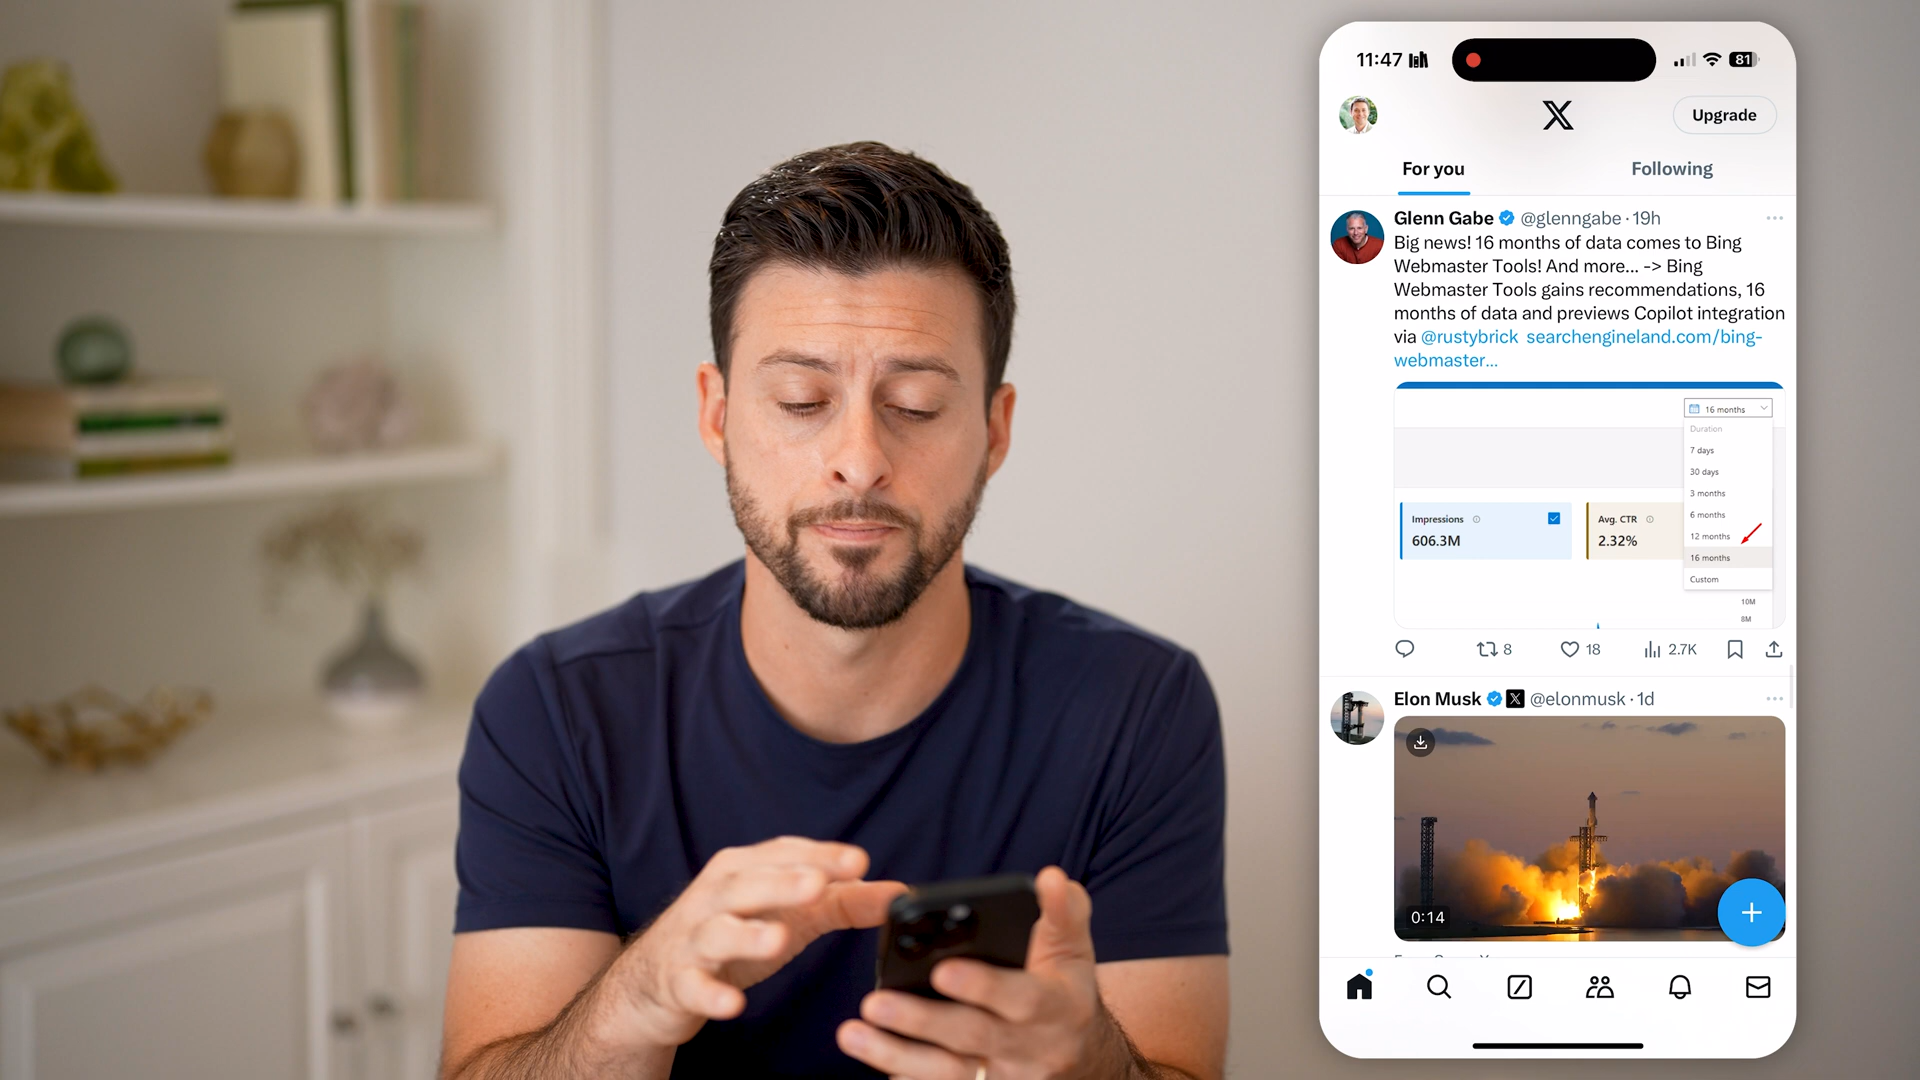 11:47
81
X
Upgrade
For you
Following
Glenn Gabe @glenngabe · 19h
Big news! 16 months of data comes to Bing
Webmaster Tools! And more... -> Bing
Webmaster Tools gains recommendations, 16
months of data and previews Copilot integration
via @rustybrick searchengineland.com/bing-
webmaster...
16 months
Duration
7 days
30 days
3 months
6 months
12 months
16 months
Custom
Impressions
606.3M
Avg. CTR
2.32%
10M
8M
8
18
2.7K
Elon Musk X @elonmusk · 1d
0:14